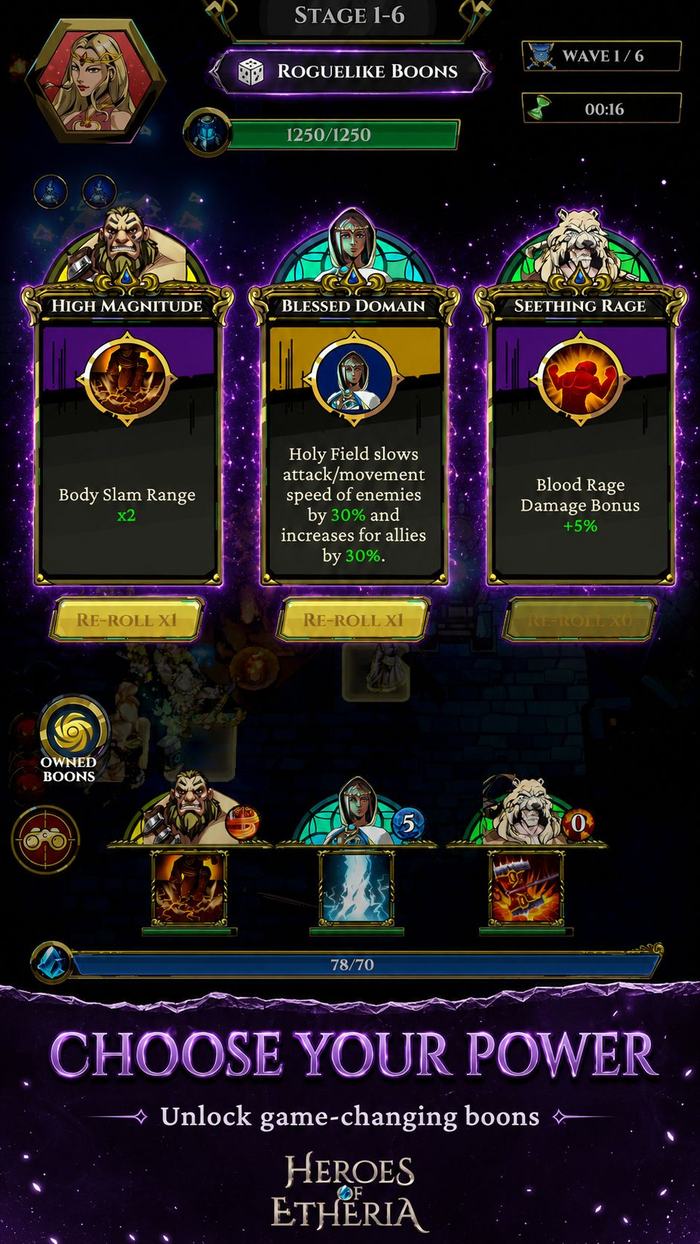 STAGE 1-6
ROGUELIKE BOONS
WAVE 1 / 6
00:16
1250/1250
HIGH MAGNITUDE
Body Slam Range
x2
RE-ROLL X1
BLESSED DOMAIN
Holy Field slows
attack/movement
speed of enemies
by 30% and
increases for allies
by 30%.
RE-ROLL X1
SEETHING RAGE
Blood Rage
Damage Bonus
+5%
RE-ROLL X0
OWNED
BOONS
5
0
78/70
CHOOSE YOUR POWER
Unlock game-changing boons
HEROES
OF
ETHERIA